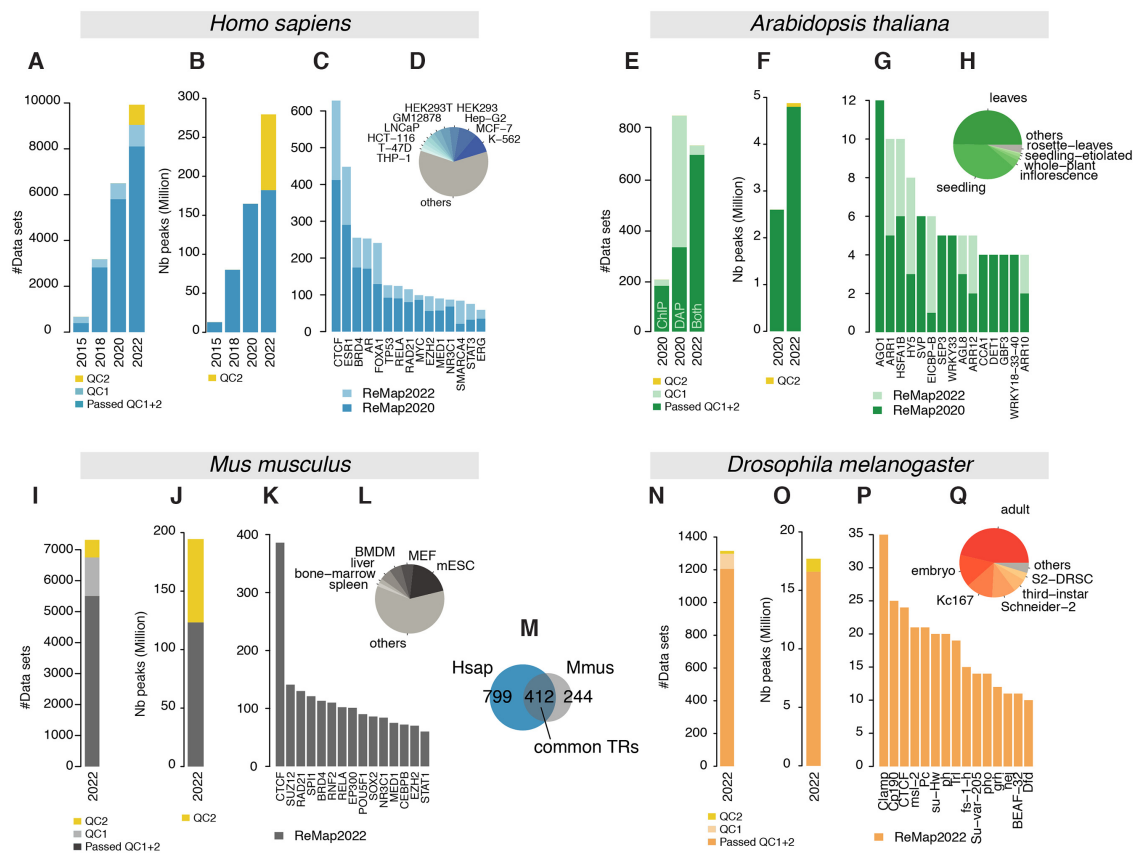 Homo sapiens
Arabidopsis thaliana
A
B
C
D
E
F
G
H
#Data sets
10000
8000
6000
4000
2000
0
2015
2018
2020
2022
QC2
QC1
Passed QC1+2
Nb peaks (Million)
300
250
200
150
100
50
0
2015
2018
2020
2022
QC2
600
500
400
300
200
100
0
CTCF
ESR1
BRD4
AR
FOXA1
TP53
RELA
RAD21
MYC
EZH2
MED1
NR3C1
SMARCA4
STAT3
ERG
ReMap2022
ReMap2020
HEK293T
HEK293
GM12878
Hep-G2
LNCaP
MCF-7
HCT-116
K-562
T-47D
THP-1
others
#Data sets
800
600
400
200
0
ChIP
DAP
Both
2020
2020
2022
QC2
QC1
Passed QC1+2
Nb peaks (Million)
5
4
3
2
1
0
2020
2022
QC2
12
10
8
6
4
2
0
AGO1
ARR1
HSFA1B
HY5
SVP
EICBP-B
SEP3
WRKY33
AGL8
ARR12
CCA1
DET1
GBF3
WRKY18-33-40
ARR10
ReMap2022
ReMap2020
leaves
others
rosette-leaves
seedling-etiolated
whole-plant
inflorescence
seedling
Mus musculus
Drosophila melanogaster
I
J
K
L
M
N
O
P
Q
#Data sets
7000
6000
5000
4000
3000
2000
1000
0
2022
QC2
QC1
Passed QC1+2
Nb peaks (Million)
200
150
100
50
0
2022
QC2
400
300
200
100
0
CTCF
SUZ12
RAD21
SPI1
BRD4
RNF2
RELA
EP300
POU5F1
SOX2
NR3C1
MED1
CEBPB
EZH2
STAT1
ReMap2022
BMDM
MEF
liver
mESC
bone-marrow
spleen
others
Hsap
Mmus
799
412
244
common TRs
#Data sets
1400
1200
1000
800
600
400
200
0
2022
QC2
QC1
Passed QC1+2
Nb peaks (Million)
20
15
10
5
0
2022
QC2
35
30
25
20
15
10
5
0
Clamp
Cp190
CTCF
msl-2
Pc
su-Hw
ph
Trl
fs-1-h
Su-var-205
pho
grh
nej
BEAF-32
Dfd
ReMap2022
adult
embryo
others
S2-DRSC
third-instar
Schneider-2
Kc167